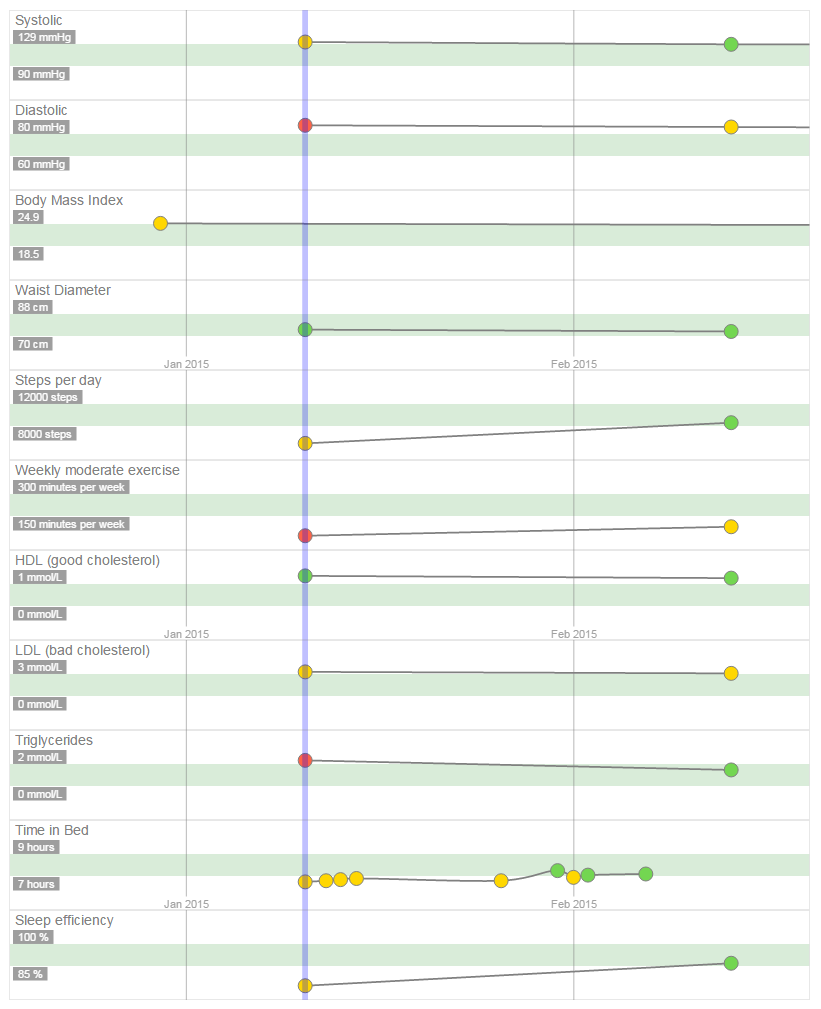 Systolic
129 mmHg
90 mmHg
Diastolic
80 mmHg
60 mmHg
Body Mass Index
24.9
18.5
Waist Diameter
88 cm
70 cm
Jan 2015 Feb 2015
Steps per day
12000 steps
8000 steps
Weekly moderate exercise
300 minutes per week
150 minutes per week
HDL (good cholesterol)
1 mmol/L
0 mmol/L
Jan 2015 Feb 2015
LDL (bad cholesterol)
3 mmol/L
0 mmol/L
Triglycerides
2 mmol/L
0 mmol/L
Time in Bed
9 hours
7 hours
Jan 2015 Feb 2015
Sleep efficiency
100 %
85 %